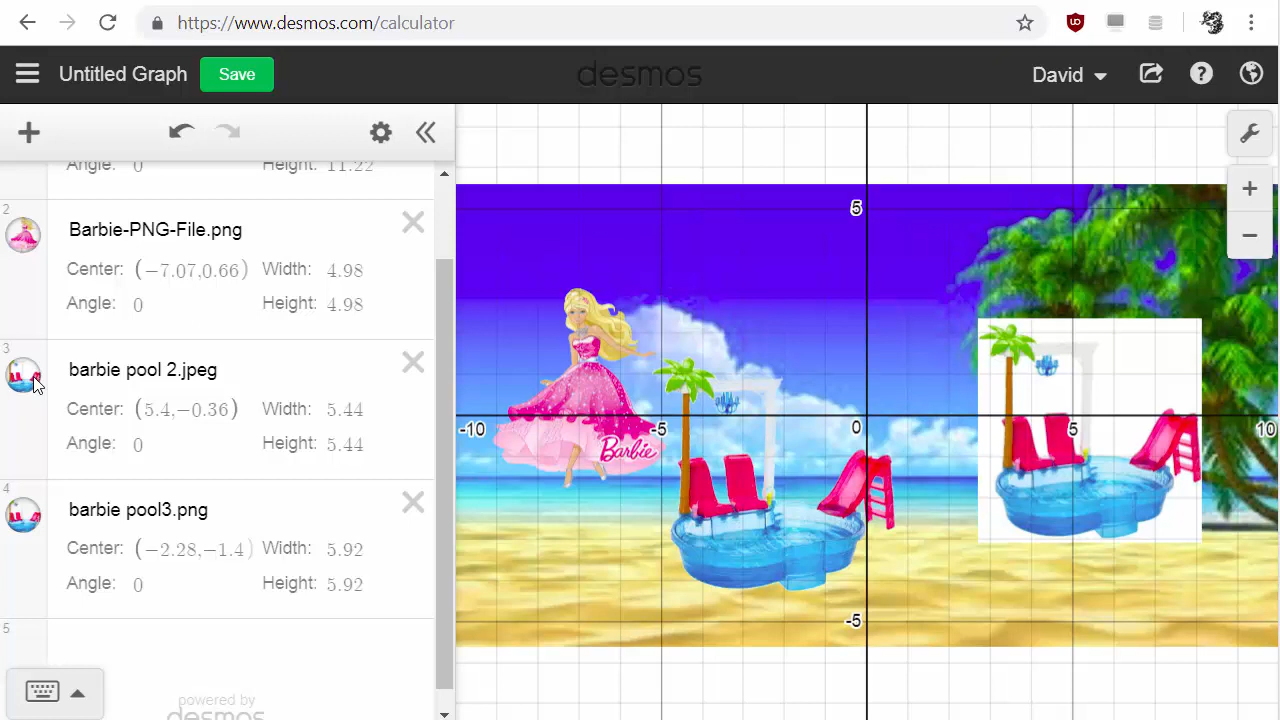 https://www.desmos.com/calculator
Untitled Graph Save desmos David
Angle: 0 Height: 11.22
2
Barbie-PNG-File.png
Center: (−7.07,0.66) Width: 4.98
Angle: 0 Height: 4.98
3
barbie pool 2.jpeg
Center: (5.4,−0.36) Width: 5.44
Angle: 0 Height: 5.44
4
barbie pool3.png
Center: (−2.28,−1.4) Width: 5.92
Angle: 0 Height: 5.92
5
powered by
desmos
5
-10 -5 0 5 10
Barbie
-5